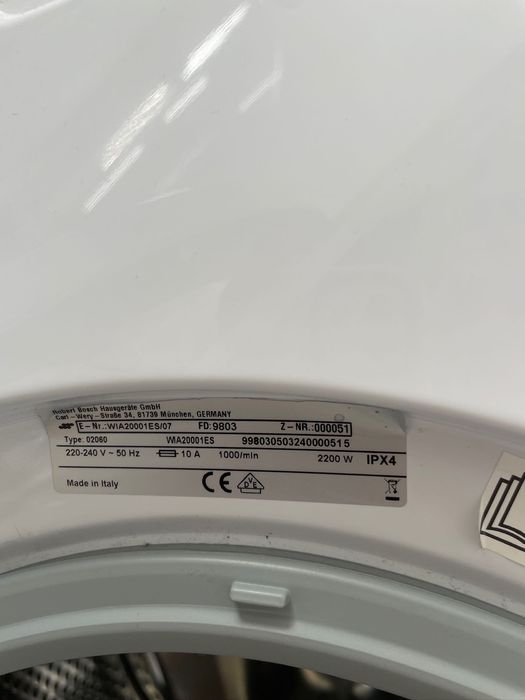 Robert Bosch Hausgeräte GmbH
Carl - Wery - Straße 34, 81739 München, GERMANY
E-Nr.:WIA20001ES/07 FD:9803 Z-NR.:000051
Type: 02060 WIA20001ES 998030503240000515
220-240 V ~ 50 Hz 10 A 1000/min 2200 W IPX4
Made in Italy CE VDE